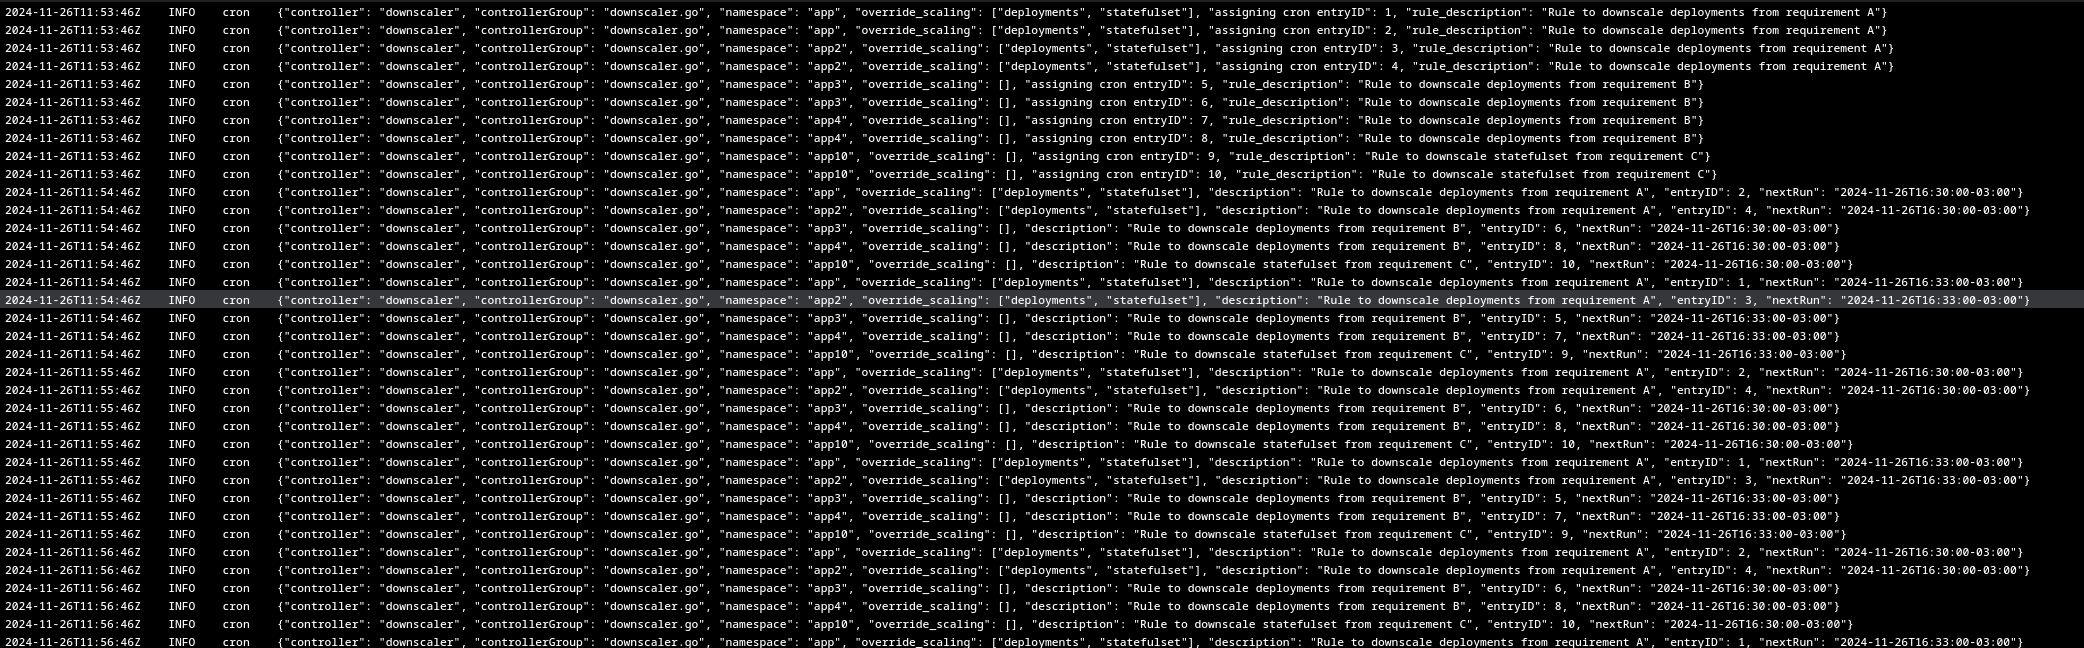 2024-11-26T11:53:46Z INFO cron {"controller": "downscaler", "controllerGroup": "downscaler.go", "namespace": "app", "override_scaling": ["deployments", "statefulset"], "assigning cron entryID": 1, "rule_description": "Rule to downscale deployments from requirement A"}
2024-11-26T11:53:46Z INFO cron {"controller": "downscaler", "controllerGroup": "downscaler.go", "namespace": "app", "override_scaling": ["deployments", "statefulset"], "assigning cron entryID": 2, "rule_description": "Rule to downscale deployments from requirement A"}
2024-11-26T11:53:46Z INFO cron {"controller": "downscaler", "controllerGroup": "downscaler.go", "namespace": "app2", "override_scaling": ["deployments", "statefulset"], "assigning cron entryID": 3, "rule_description": "Rule to downscale deployments from requirement A"}
2024-11-26T11:53:46Z INFO cron {"controller": "downscaler", "controllerGroup": "downscaler.go", "namespace": "app2", "override_scaling": ["deployments", "statefulset"], "assigning cron entryID": 4, "rule_description": "Rule to downscale deployments from requirement A"}
2024-11-26T11:53:46Z INFO cron {"controller": "downscaler", "controllerGroup": "downscaler.go", "namespace": "app3", "override_scaling": [], "assigning cron entryID": 5, "rule_description": "Rule to downscale deployments from requirement B"}
2024-11-26T11:53:46Z INFO cron {"controller": "downscaler", "controllerGroup": "downscaler.go", "namespace": "app3", "override_scaling": [], "assigning cron entryID": 6, "rule_description": "Rule to downscale deployments from requirement B"}
2024-11-26T11:53:46Z INFO cron {"controller": "downscaler", "controllerGroup": "downscaler.go", "namespace": "app4", "override_scaling": [], "assigning cron entryID": 7, "rule_description": "Rule to downscale deployments from requirement B"}
2024-11-26T11:53:46Z INFO cron {"controller": "downscaler", "controllerGroup": "downscaler.go", "namespace": "app4", "override_scaling": [], "assigning cron entryID": 8, "rule_description": "Rule to downscale deployments from requirement B"}
2024-11-26T11:53:46Z INFO cron {"controller": "downscaler", "controllerGroup": "downscaler.go", "namespace": "app10", "override_scaling": [], "assigning cron entryID": 9, "rule_description": "Rule to downscale statefulset from requirement C"}
2024-11-26T11:53:46Z INFO cron {"controller": "downscaler", "controllerGroup": "downscaler.go", "namespace": "app10", "override_scaling": [], "assigning cron entryID": 10, "rule_description": "Rule to downscale statefulset from requirement C"}
2024-11-26T11:54:46Z INFO cron {"controller": "downscaler", "controllerGroup": "downscaler.go", "namespace": "app", "override_scaling": ["deployments", "statefulset"], "description": "Rule to downscale deployments from requirement A", "entryID": 2, "nextRun": "2024-11-26T16:30:00-03:00"}
2024-11-26T11:54:46Z INFO cron {"controller": "downscaler", "controllerGroup": "downscaler.go", "namespace": "app2", "override_scaling": ["deployments", "statefulset"], "description": "Rule to downscale deployments from requirement A", "entryID": 4, "nextRun": "2024-11-26T16:30:00-03:00"}
2024-11-26T11:54:46Z INFO cron {"controller": "downscaler", "controllerGroup": "downscaler.go", "namespace": "app3", "override_scaling": [], "description": "Rule to downscale deployments from requirement B", "entryID": 6, "nextRun": "2024-11-26T16:30:00-03:00"}
2024-11-26T11:54:46Z INFO cron {"controller": "downscaler", "controllerGroup": "downscaler.go", "namespace": "app4", "override_scaling": [], "description": "Rule to downscale deployments from requirement B", "entryID": 8, "nextRun": "2024-11-26T16:30:00-03:00"}
2024-11-26T11:54:46Z INFO cron {"controller": "downscaler", "controllerGroup": "downscaler.go", "namespace": "app10", "override_scaling": [], "description": "Rule to downscale statefulset from requirement C", "entryID": 10, "nextRun": "2024-11-26T16:30:00-03:00"}
2024-11-26T11:54:46Z INFO cron {"controller": "downscaler", "controllerGroup": "downscaler.go", "namespace": "app", "override_scaling": ["deployments", "statefulset"], "description": "Rule to downscale deployments from requirement A", "entryID": 1, "nextRun": "2024-11-26T16:33:00-03:00"}
2024-11-26T11:54:46Z INFO cron {"controller": "downscaler", "controllerGroup": "downscaler.go", "namespace": "app2", "override_scaling": ["deployments", "statefulset"], "description": "Rule to downscale deployments from requirement A", "entryID": 3, "nextRun": "2024-11-26T16:33:00-03:00"}
2024-11-26T11:54:46Z INFO cron {"controller": "downscaler", "controllerGroup": "downscaler.go", "namespace": "app3", "override_scaling": [], "description": "Rule to downscale deployments from requirement B", "entryID": 5, "nextRun": "2024-11-26T16:33:00-03:00"}
2024-11-26T11:54:46Z INFO cron {"controller": "downscaler", "controllerGroup": "downscaler.go", "namespace": "app4", "override_scaling": [], "description": "Rule to downscale deployments from requirement B", "entryID": 7, "nextRun": "2024-11-26T16:33:00-03:00"}
2024-11-26T11:54:46Z INFO cron {"controller": "downscaler", "controllerGroup": "downscaler.go", "namespace": "app10", "override_scaling": [], "description": "Rule to downscale statefulset from requirement C", "entryID": 9, "nextRun": "2024-11-26T16:33:00-03:00"}
2024-11-26T11:55:46Z INFO cron {"controller": "downscaler", "controllerGroup": "downscaler.go", "namespace": "app", "override_scaling": ["deployments", "statefulset"], "description": "Rule to downscale deployments from requirement A", "entryID": 2, "nextRun": "2024-11-26T16:30:00-03:00"}
2024-11-26T11:55:46Z INFO cron {"controller": "downscaler", "controllerGroup": "downscaler.go", "namespace": "app2", "override_scaling": ["deployments", "statefulset"], "description": "Rule to downscale deployments from requirement A", "entryID": 4, "nextRun": "2024-11-26T16:30:00-03:00"}
2024-11-26T11:55:46Z INFO cron {"controller": "downscaler", "controllerGroup": "downscaler.go", "namespace": "app3", "override_scaling": [], "description": "Rule to downscale deployments from requirement B", "entryID": 6, "nextRun": "2024-11-26T16:30:00-03:00"}
2024-11-26T11:55:46Z INFO cron {"controller": "downscaler", "controllerGroup": "downscaler.go", "namespace": "app4", "override_scaling": [], "description": "Rule to downscale deployments from requirement B", "entryID": 8, "nextRun": "2024-11-26T16:30:00-03:00"}
2024-11-26T11:55:46Z INFO cron {"controller": "downscaler", "controllerGroup": "downscaler.go", "namespace": "app10", "override_scaling": [], "description": "Rule to downscale statefulset from requirement C", "entryID": 10, "nextRun": "2024-11-26T16:30:00-03:00"}
2024-11-26T11:55:46Z INFO cron {"controller": "downscaler", "controllerGroup": "downscaler.go", "namespace": "app", "override_scaling": ["deployments", "statefulset"], "description": "Rule to downscale deployments from requirement A", "entryID": 1, "nextRun": "2024-11-26T16:33:00-03:00"}
2024-11-26T11:55:46Z INFO cron {"controller": "downscaler", "controllerGroup": "downscaler.go", "namespace": "app2", "override_scaling": ["deployments", "statefulset"], "description": "Rule to downscale deployments from requirement A", "entryID": 3, "nextRun": "2024-11-26T16:33:00-03:00"}
2024-11-26T11:55:46Z INFO cron {"controller": "downscaler", "controllerGroup": "downscaler.go", "namespace": "app3", "override_scaling": [], "description": "Rule to downscale deployments from requirement B", "entryID": 5, "nextRun": "2024-11-26T16:33:00-03:00"}
2024-11-26T11:55:46Z INFO cron {"controller": "downscaler", "controllerGroup": "downscaler.go", "namespace": "app4", "override_scaling": [], "description": "Rule to downscale deployments from requirement B", "entryID": 7, "nextRun": "2024-11-26T16:33:00-03:00"}
2024-11-26T11:55:46Z INFO cron {"controller": "downscaler", "controllerGroup": "downscaler.go", "namespace": "app10", "override_scaling": [], "description": "Rule to downscale statefulset from requirement C", "entryID": 9, "nextRun": "2024-11-26T16:33:00-03:00"}
2024-11-26T11:56:46Z INFO cron {"controller": "downscaler", "controllerGroup": "downscaler.go", "namespace": "app", "override_scaling": ["deployments", "statefulset"], "description": "Rule to downscale deployments from requirement A", "entryID": 2, "nextRun": "2024-11-26T16:30:00-03:00"}
2024-11-26T11:56:46Z INFO cron {"controller": "downscaler", "controllerGroup": "downscaler.go", "namespace": "app2", "override_scaling": ["deployments", "statefulset"], "description": "Rule to downscale deployments from requirement A", "entryID": 4, "nextRun": "2024-11-26T16:30:00-03:00"}
2024-11-26T11:56:46Z INFO cron {"controller": "downscaler", "controllerGroup": "downscaler.go", "namespace": "app3", "override_scaling": [], "description": "Rule to downscale deployments from requirement B", "entryID": 6, "nextRun": "2024-11-26T16:30:00-03:00"}
2024-11-26T11:56:46Z INFO cron {"controller": "downscaler", "controllerGroup": "downscaler.go", "namespace": "app4", "override_scaling": [], "description": "Rule to downscale deployments from requirement B", "entryID": 8, "nextRun": "2024-11-26T16:30:00-03:00"}
2024-11-26T11:56:46Z INFO cron {"controller": "downscaler", "controllerGroup": "downscaler.go", "namespace": "app10", "override_scaling": [], "description": "Rule to downscale statefulset from requirement C", "entryID": 10, "nextRun": "2024-11-26T16:30:00-03:00"}
2024-11-26T11:56:46Z INFO cron {"controller": "downscaler", "controllerGroup": "downscaler.go", "namespace": "app", "override_scaling": ["deployments", "statefulset"], "description": "Rule to downscale deployments from requirement A", "entryID": 1, "nextRun": "2024-11-26T16:33:00-03:00"}